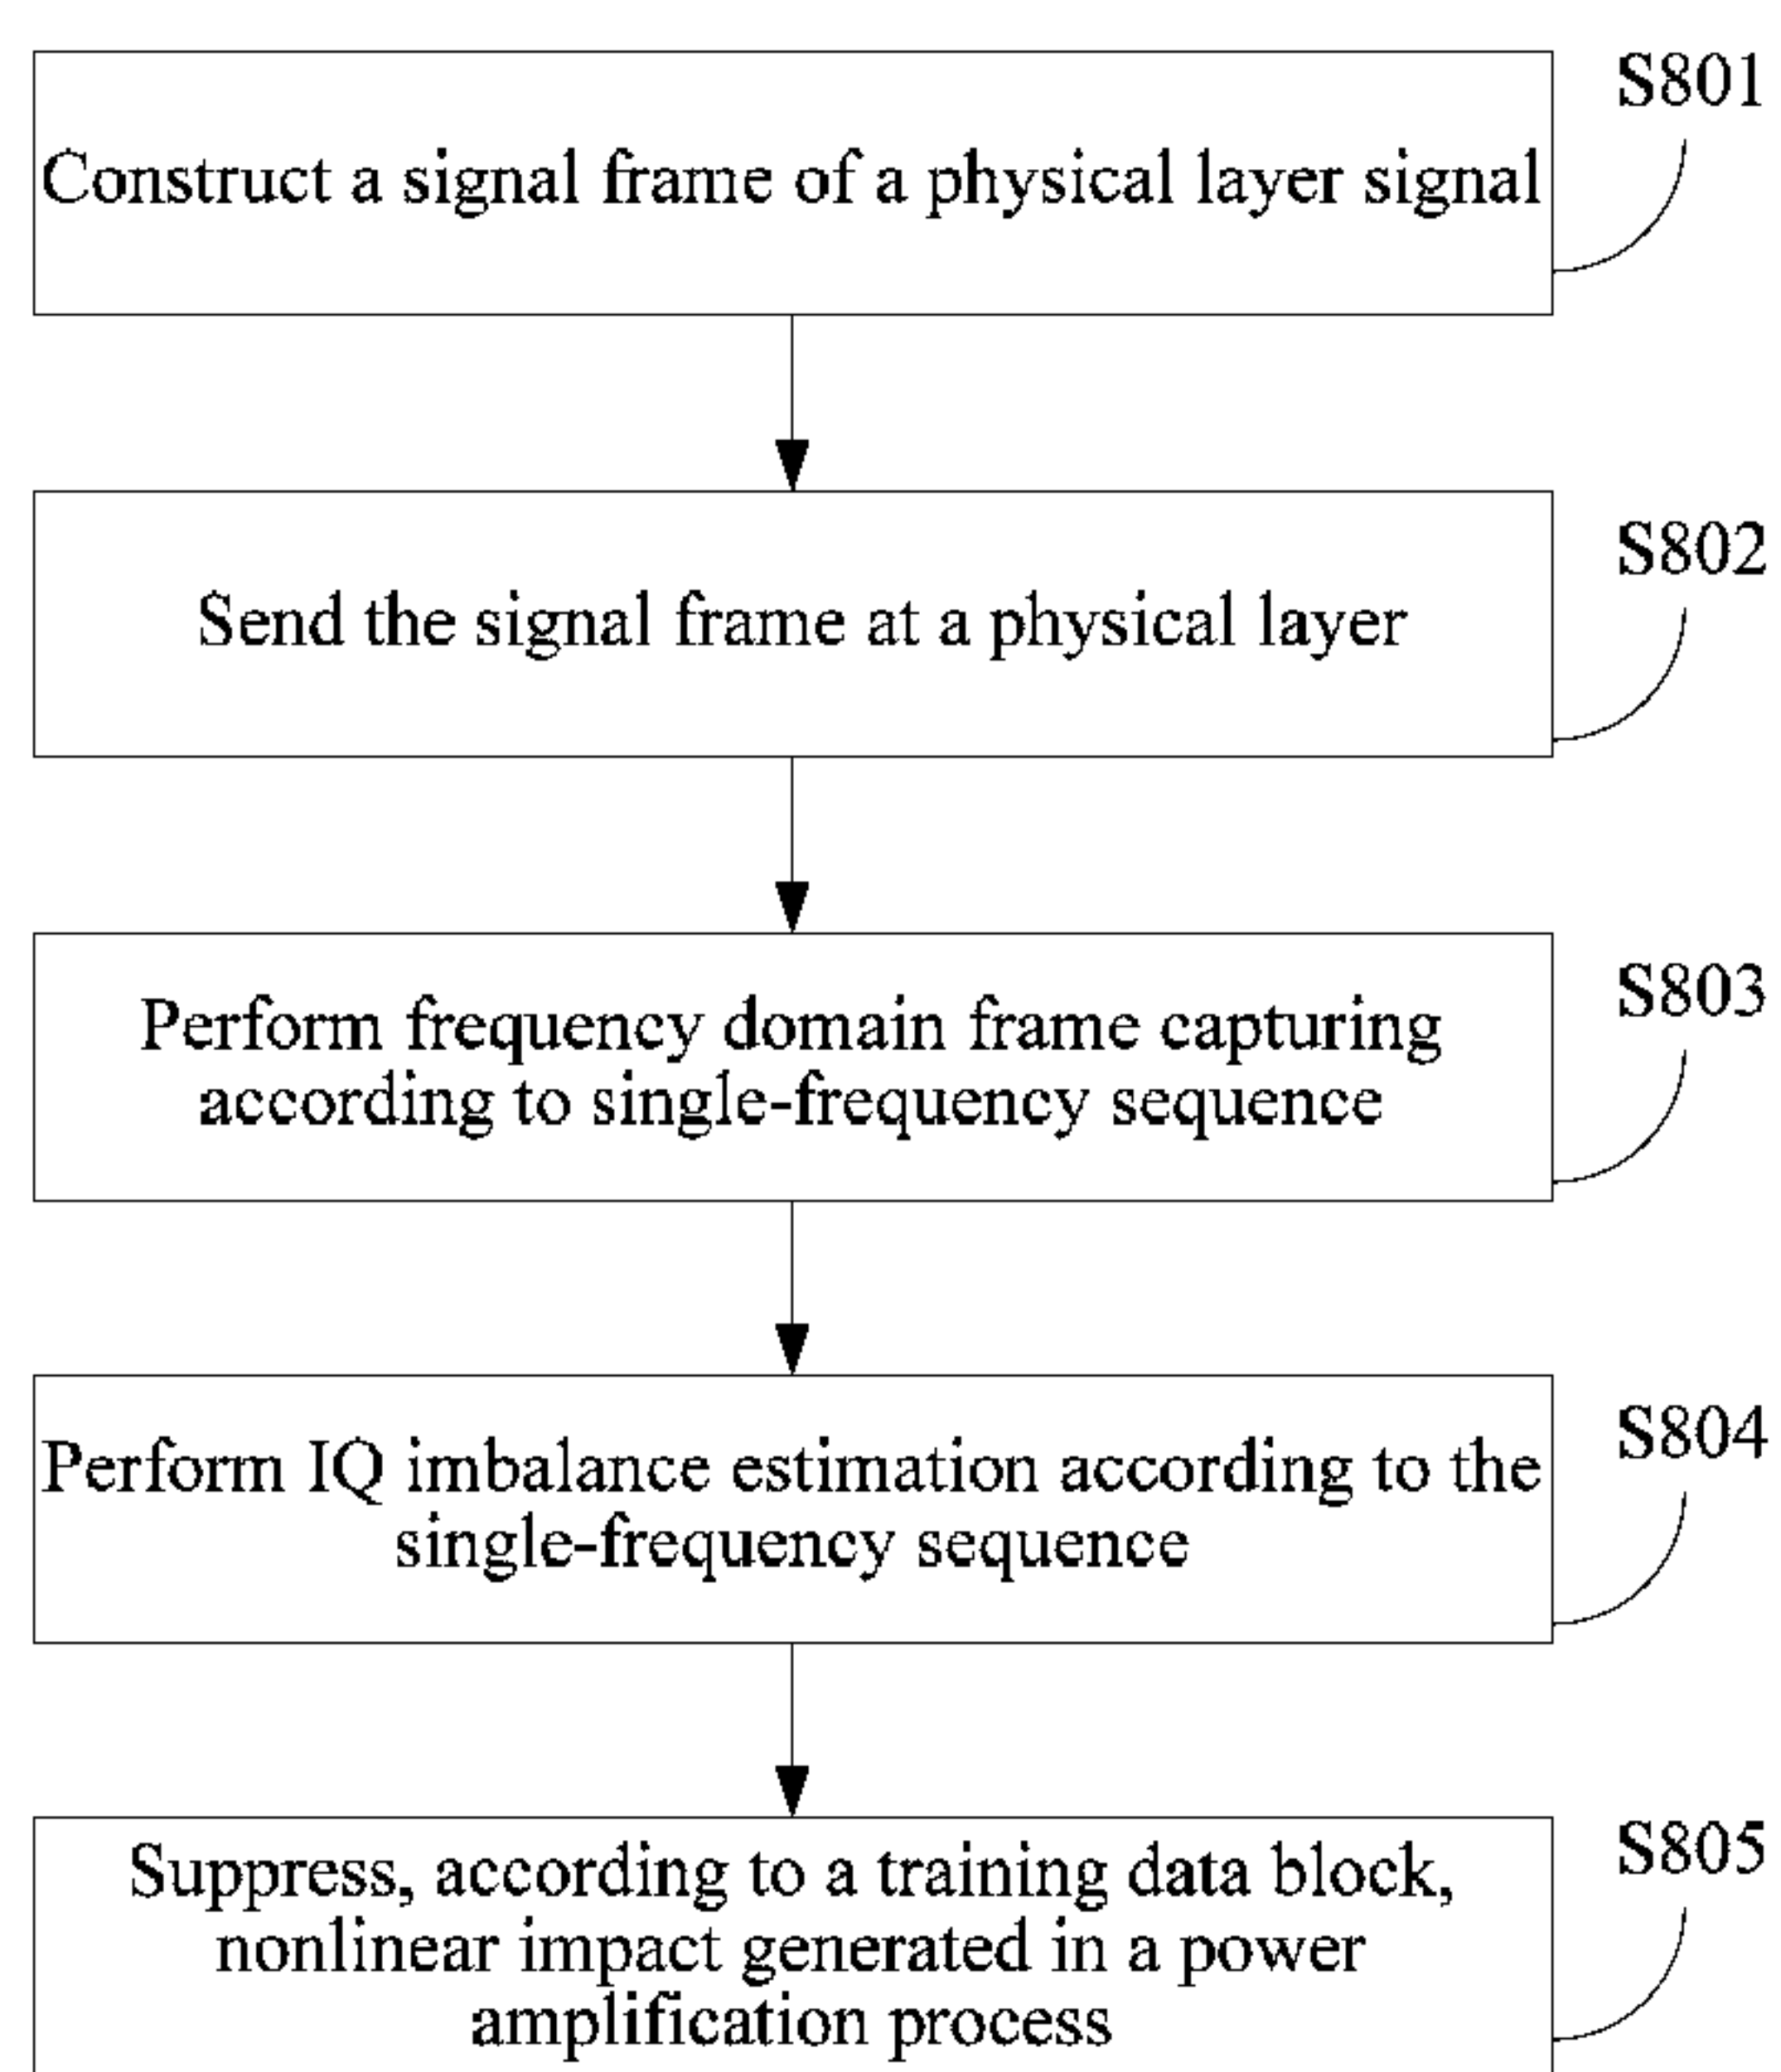 S801
Construct a signal frame of a physical layer signal
S802
Send the signal frame at a physical layer
S803
Perform frequency domain frame capturing
according to single-frequency sequence
S804
Perform IQ imbalance estimation according to the
single-frequency sequence
S805
Suppress, according to a training data block,
nonlinear impact generated in a power
amplification process